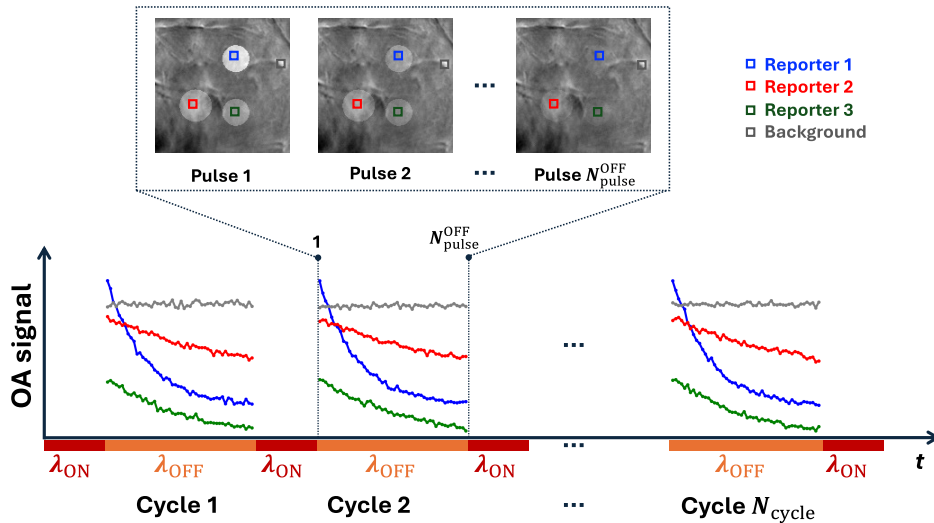 Reporter 1
Reporter 2
Reporter 3
Background
Pulse 1
Pulse 2
...
Pulse N_pulse^OFF
...
1
N_pulse^OFF
OA signal
...
...
λ_ON
λ_OFF
λ_ON
λ_OFF
λ_ON
λ_OFF
λ_ON
t
Cycle 1
Cycle 2
...
Cycle N_cycle